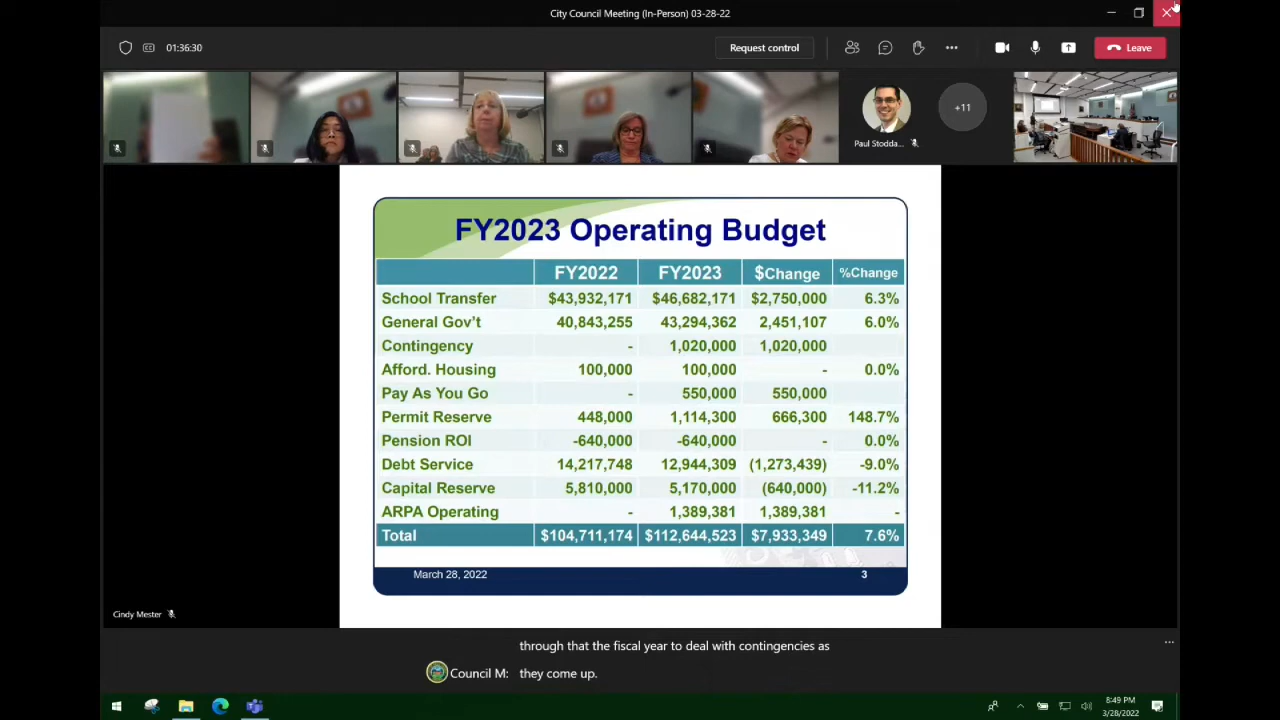 City Council Meeting (In-Person) 03-28-22
01:36:30
Request control
Leave
Paul Stodda...
+11
FY2023 Operating Budget
FY2022 FY2023 $Change %Change
School Transfer $43,932,171 $46,682,171 $2,750,000 6.3%
General Gov't 40,843,255 43,294,362 2,451,107 6.0%
Contingency - 1,020,000 1,020,000
Afford. Housing 100,000 100,000 - 0.0%
Pay As You Go - 550,000 550,000
Permit Reserve 448,000 1,114,300 666,300 148.7%
Pension ROI -640,000 -640,000 - 0.0%
Debt Service 14,217,748 12,944,309 (1,273,439) -9.0%
Capital Reserve 5,810,000 5,170,000 (640,000) -11.2%
ARPA Operating - 1,389,381 1,389,381 -
Total $104,711,174 $112,644,523 $7,933,349 7.6%
March 28, 2022 3
Cindy Mester
through that the fiscal year to deal with contingencies as
Council M: they come up.
8:49 PM
3/28/2022